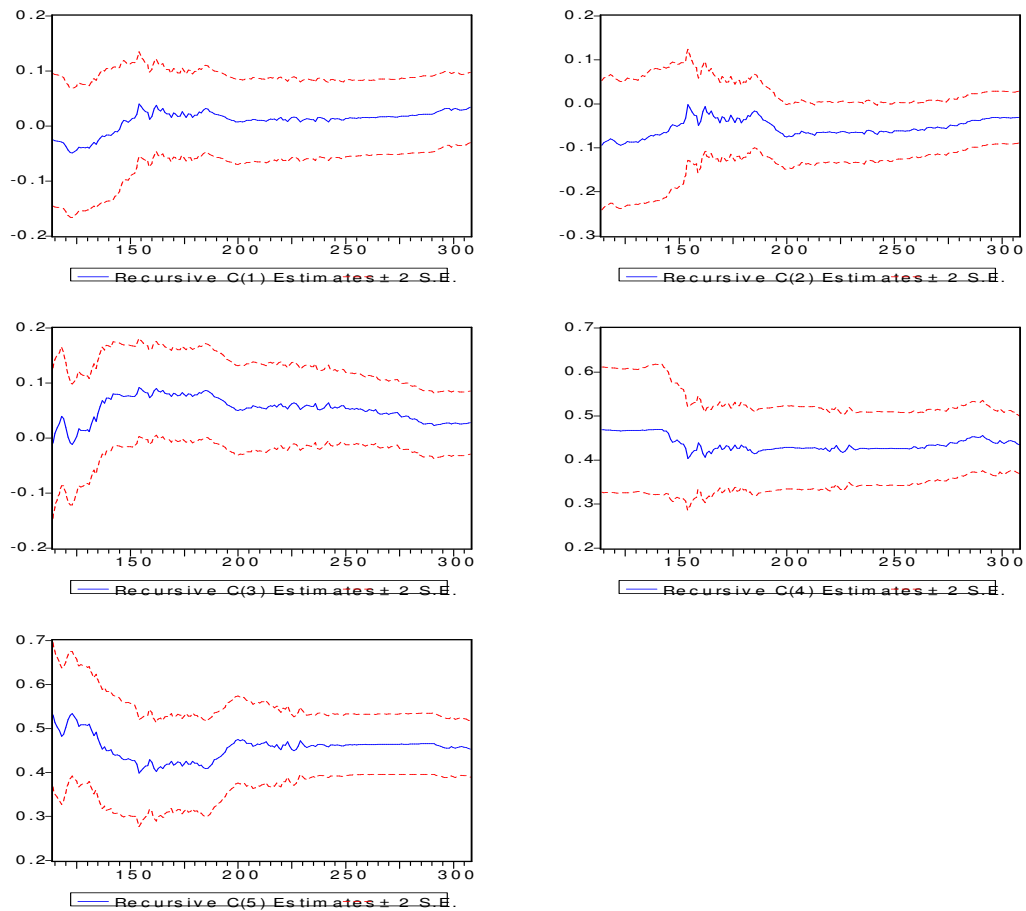 0.2
0.1
0.0
-0.1
-0.2
150 200 250 300
Recursive C(1) Estimates ± 2 S.E.
0.2
0.1
0.0
-0.1
-0.2
-0.3
150 200 250 300
Recursive C(2) Estimates ± 2 S.E.
0.2
0.1
0.0
-0.1
-0.2
150 200 250 300
Recursive C(3) Estimates ± 2 S.E.
0.7
0.6
0.5
0.4
0.3
0.2
150 200 250 300
Recursive C(4) Estimates ± 2 S.E.
0.7
0.6
0.5
0.4
0.3
0.2
150 200 250 300
Recursive C(5) Estimates ± 2 S.E.